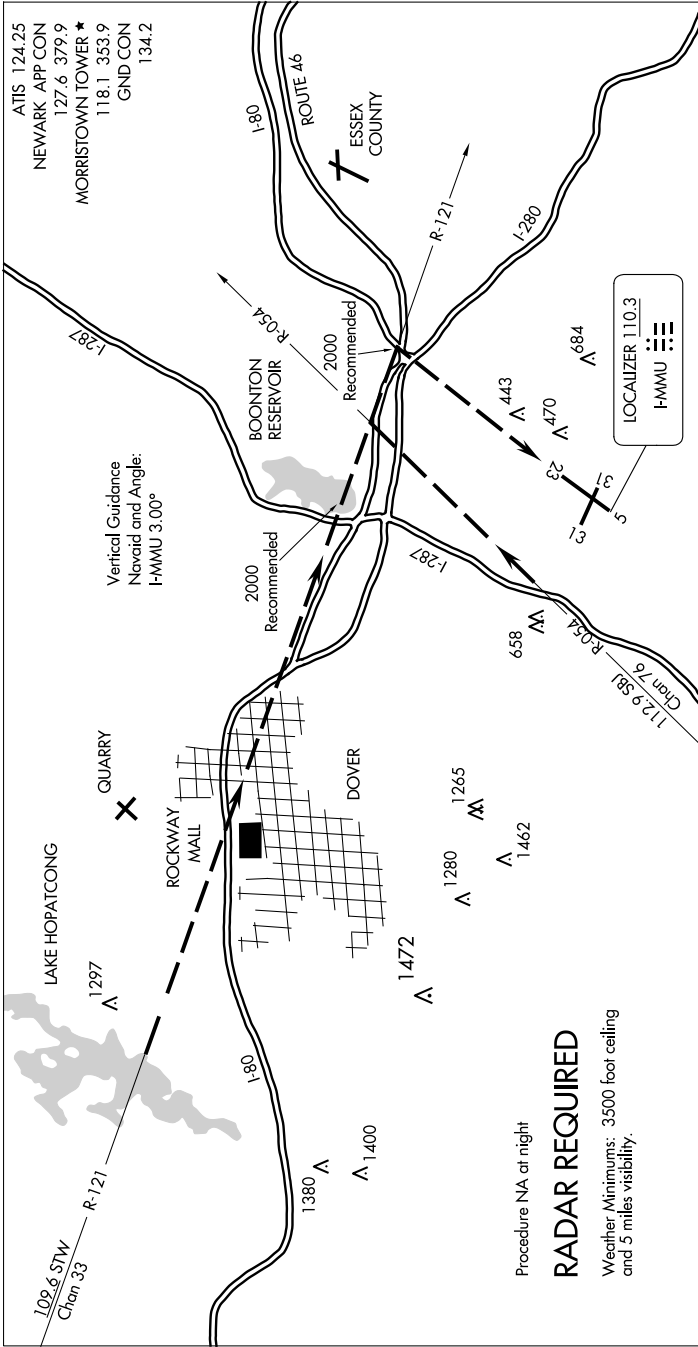 ATIS 124.25
NEWARK APP CON
127.6 379.9
MORRISTOWN TOWER ★
118.1 353.9
GND CON
134.2
109.6 STW
Chan 33
R-121
LAKE HOPATCONG
1297
QUARRY
ROCKWAY
MALL
DOVER
I-80
1380
1400
1472
1280
1462
1265
Vertical Guidance
Navaid and Angle:
I-MMU 3.00°
I-287
2000
Recommended
BOONTON
RESERVOIR
R-054
2000
Recommended
I-80
ROUTE 46
ESSEX
COUNTY
R-121
I-280
I-287
658
R-054
112.9 SBJ
Chan 76
443
470
684
22
31
13
5
LOCALIZER 110.3
I-MMU
Procedure NA at night
RADAR REQUIRED
Weather Minimums: 3500 foot ceiling
and 5 miles visibility.